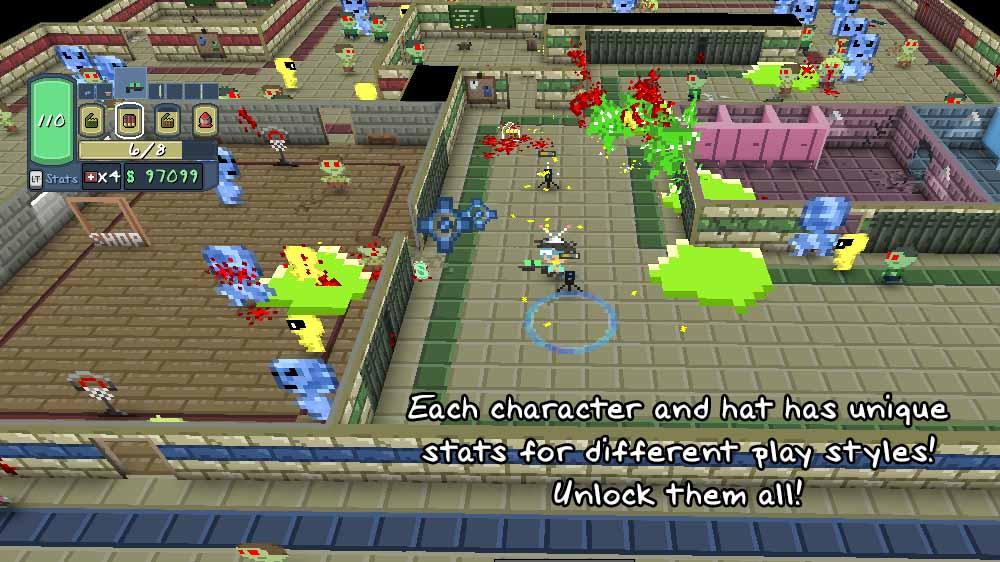 110
6/8
LT Stats x4 $ 97099
SHOP
Each character and hat has unique
stats for different play styles!
Unlock them all!